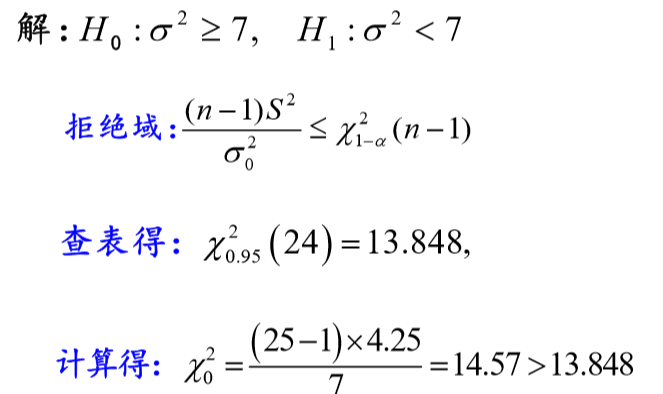 解：H₀：σ² ≥ 7,  H₁：σ² < 7
拒绝域：(n−1)S² / σ₀² ≤ χ²₁₋α(n−1)
查表得：χ²₀.₉₅(24) = 13.848,
计算得：χ₀² = (25−1)×4.25 / 7 = 14.57 > 13.848